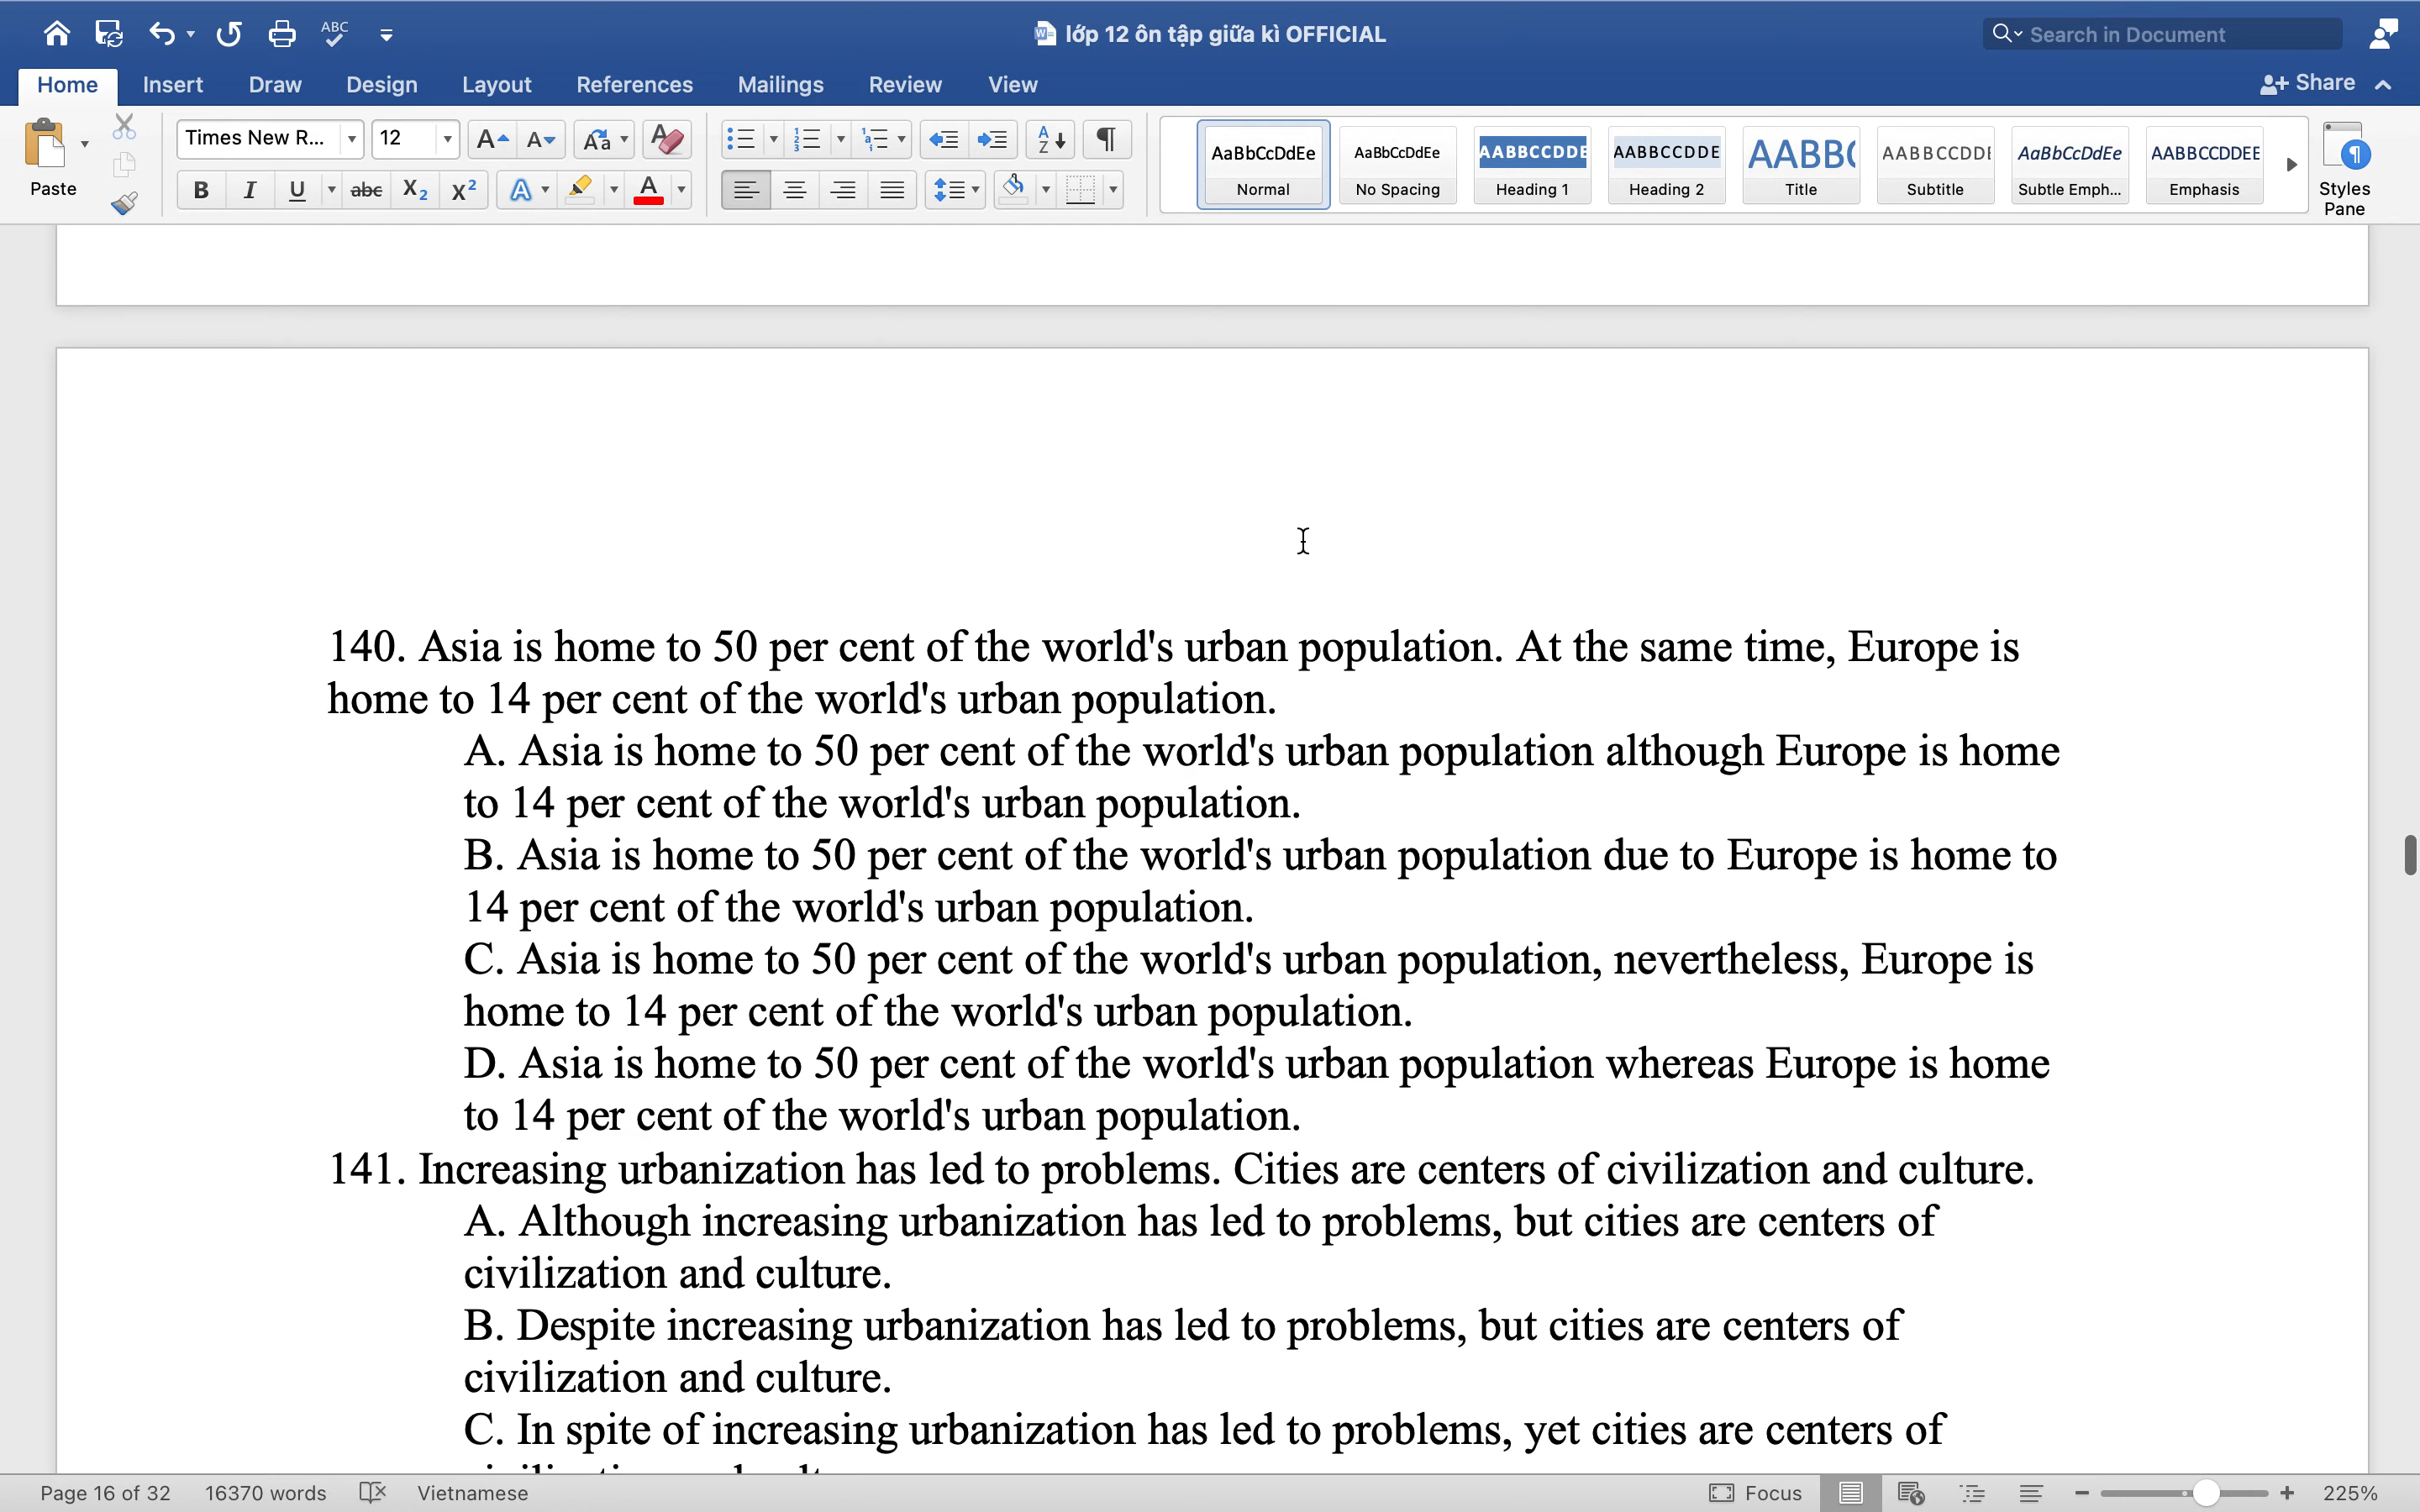 ABC
lớp 12 ôn tập giữa kì OFFICIAL
Search in Document
Home Insert Draw Design Layout References Mailings Review View
Share
Paste
Times New R... 12
AaBbCcDdEe AaBbCcDdEe AABBCCDDE AABBCCDDE AABB( AABBCCDDE AaBbCcDdEe AABBCCDDEE
Normal No Spacing Heading 1 Heading 2 Title Subtitle Subtle Emph... Emphasis
Styles
Pane
140. Asia is home to 50 per cent of the world's urban population. At the same time, Europe is
home to 14 per cent of the world's urban population.
A. Asia is home to 50 per cent of the world's urban population although Europe is home
to 14 per cent of the world's urban population.
B. Asia is home to 50 per cent of the world's urban population due to Europe is home to
14 per cent of the world's urban population.
C. Asia is home to 50 per cent of the world's urban population, nevertheless, Europe is
home to 14 per cent of the world's urban population.
D. Asia is home to 50 per cent of the world's urban population whereas Europe is home
to 14 per cent of the world's urban population.
141. Increasing urbanization has led to problems. Cities are centers of civilization and culture.
A. Although increasing urbanization has led to problems, but cities are centers of
civilization and culture.
B. Despite increasing urbanization has led to problems, but cities are centers of
civilization and culture.
C. In spite of increasing urbanization has led to problems, yet cities are centers of
Page 16 of 32 16370 words Vietnamese Focus 225%